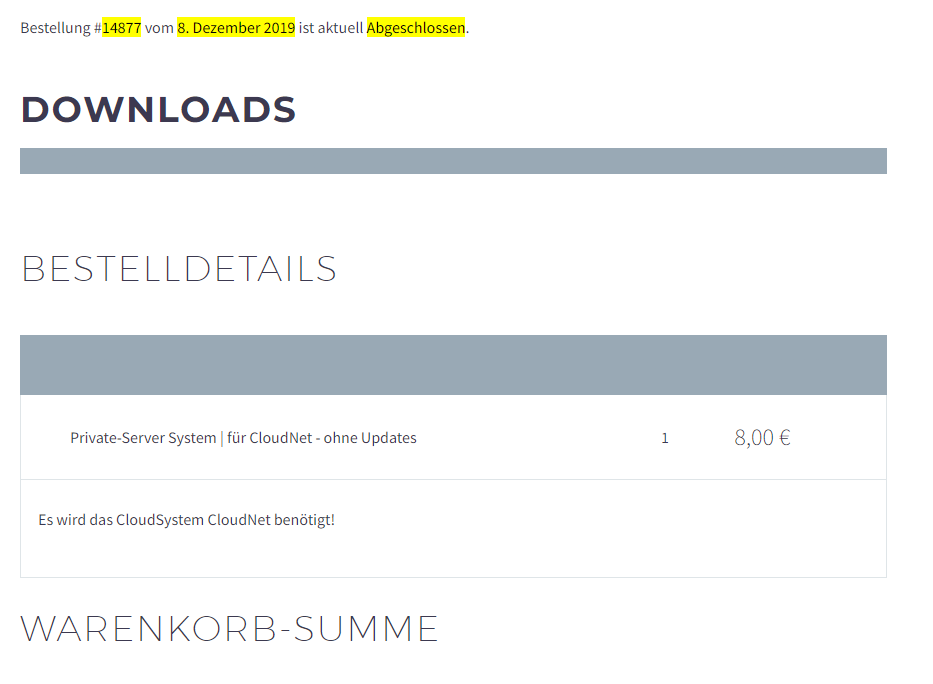 Bestellung #14877 vom 8. Dezember 2019 ist aktuell Abgeschlossen.
DOWNLOADS
BESTELLDETAILS
Private-Server System | für CloudNet - ohne Updates 1 8,00 €
Es wird das CloudSystem CloudNet benötigt!
WARENKORB-SUMME